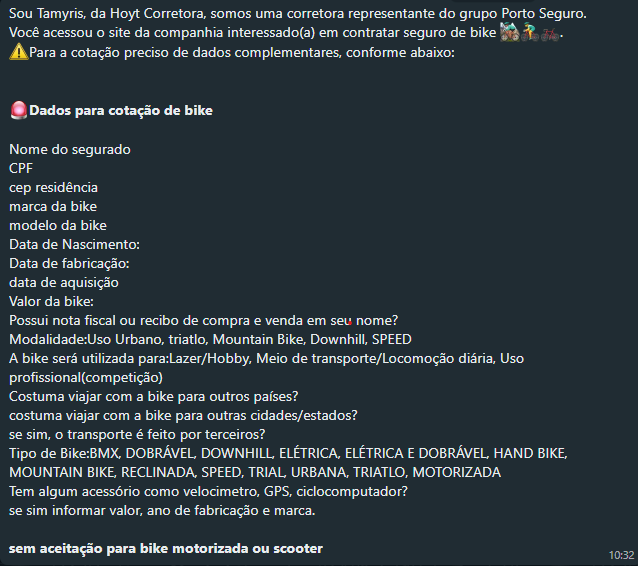 Sou Tamyris, da Hoyt Corretora, somos uma corretora representante do grupo Porto Seguro.
Você acessou o site da companhia interessado(a) em contratar seguro de bike 🚵🚴🚲.
⚠️Para a cotação preciso de dados complementares, conforme abaixo:
🚨Dados para cotação de bike
Nome do segurado
CPF
cep residência
marca da bike
modelo da bike
Data de Nascimento:
Data de fabricação:
data de aquisição
Valor da bike:
Possui nota fiscal ou recibo de compra e venda em seu nome?
Modalidade:Uso Urbano, triatlo, Mountain Bike, Downhill, SPEED
A bike será utilizada para:Lazer/Hobby, Meio de transporte/Locomoção diária, Uso
profissional(competição)
Costuma viajar com a bike para outros países?
costuma viajar com a bike para outras cidades/estados?
se sim, o transporte é feito por terceiros?
Tipo de Bike:BMX, DOBRÁVEL, DOWNHILL, ELÉTRICA, ELÉTRICA E DOBRÁVEL, HAND BIKE,
MOUNTAIN BIKE, RECLINADA, SPEED, TRIAL, URBANA, TRIATLO, MOTORIZADA
Tem algum acessório como velocimetro, GPS, ciclocomputador?
se sim informar valor, ano de fabricação e marca.
sem aceitação para bike motorizada ou scooter
10:32